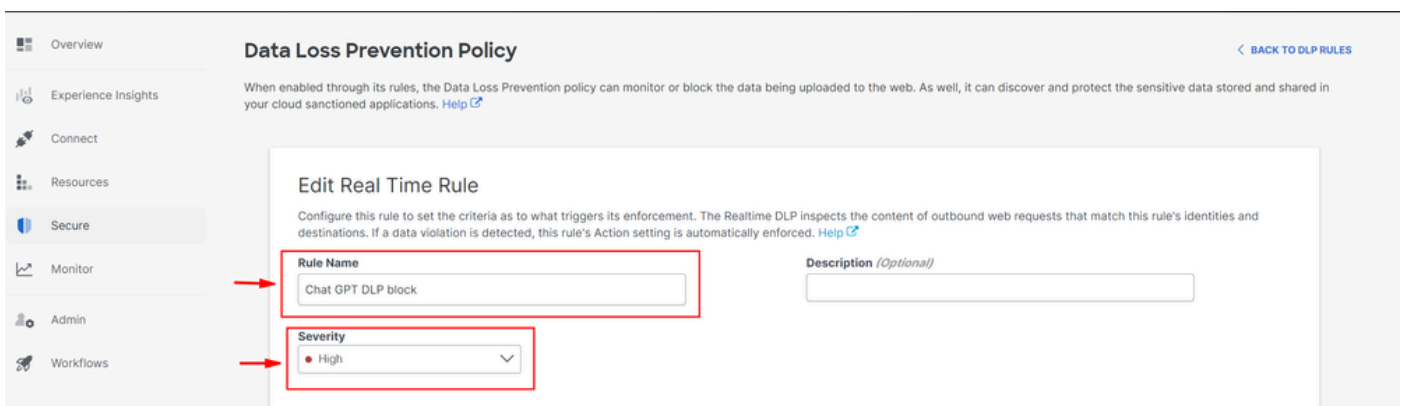 Overview
Experience Insights
Connect
Resources
Secure
Monitor
Admin
Workflows
Data Loss Prevention Policy
BACK TO DLP RULES
When enabled through its rules, the Data Loss Prevention policy can monitor or block the data being uploaded to the web. As well, it can discover and protect the sensitive data stored and shared in
your cloud sanctioned applications. Help
Edit Real Time Rule
Configure this rule to set the criteria as to what triggers its enforcement. The Realtime DLP inspects the content of outbound web requests that match this rule's identities and
destinations. If a data violation is detected, this rule's Action setting is automatically enforced. Help
Rule Name
Description (Optional)
Chat GPT DLP block
Severity
High